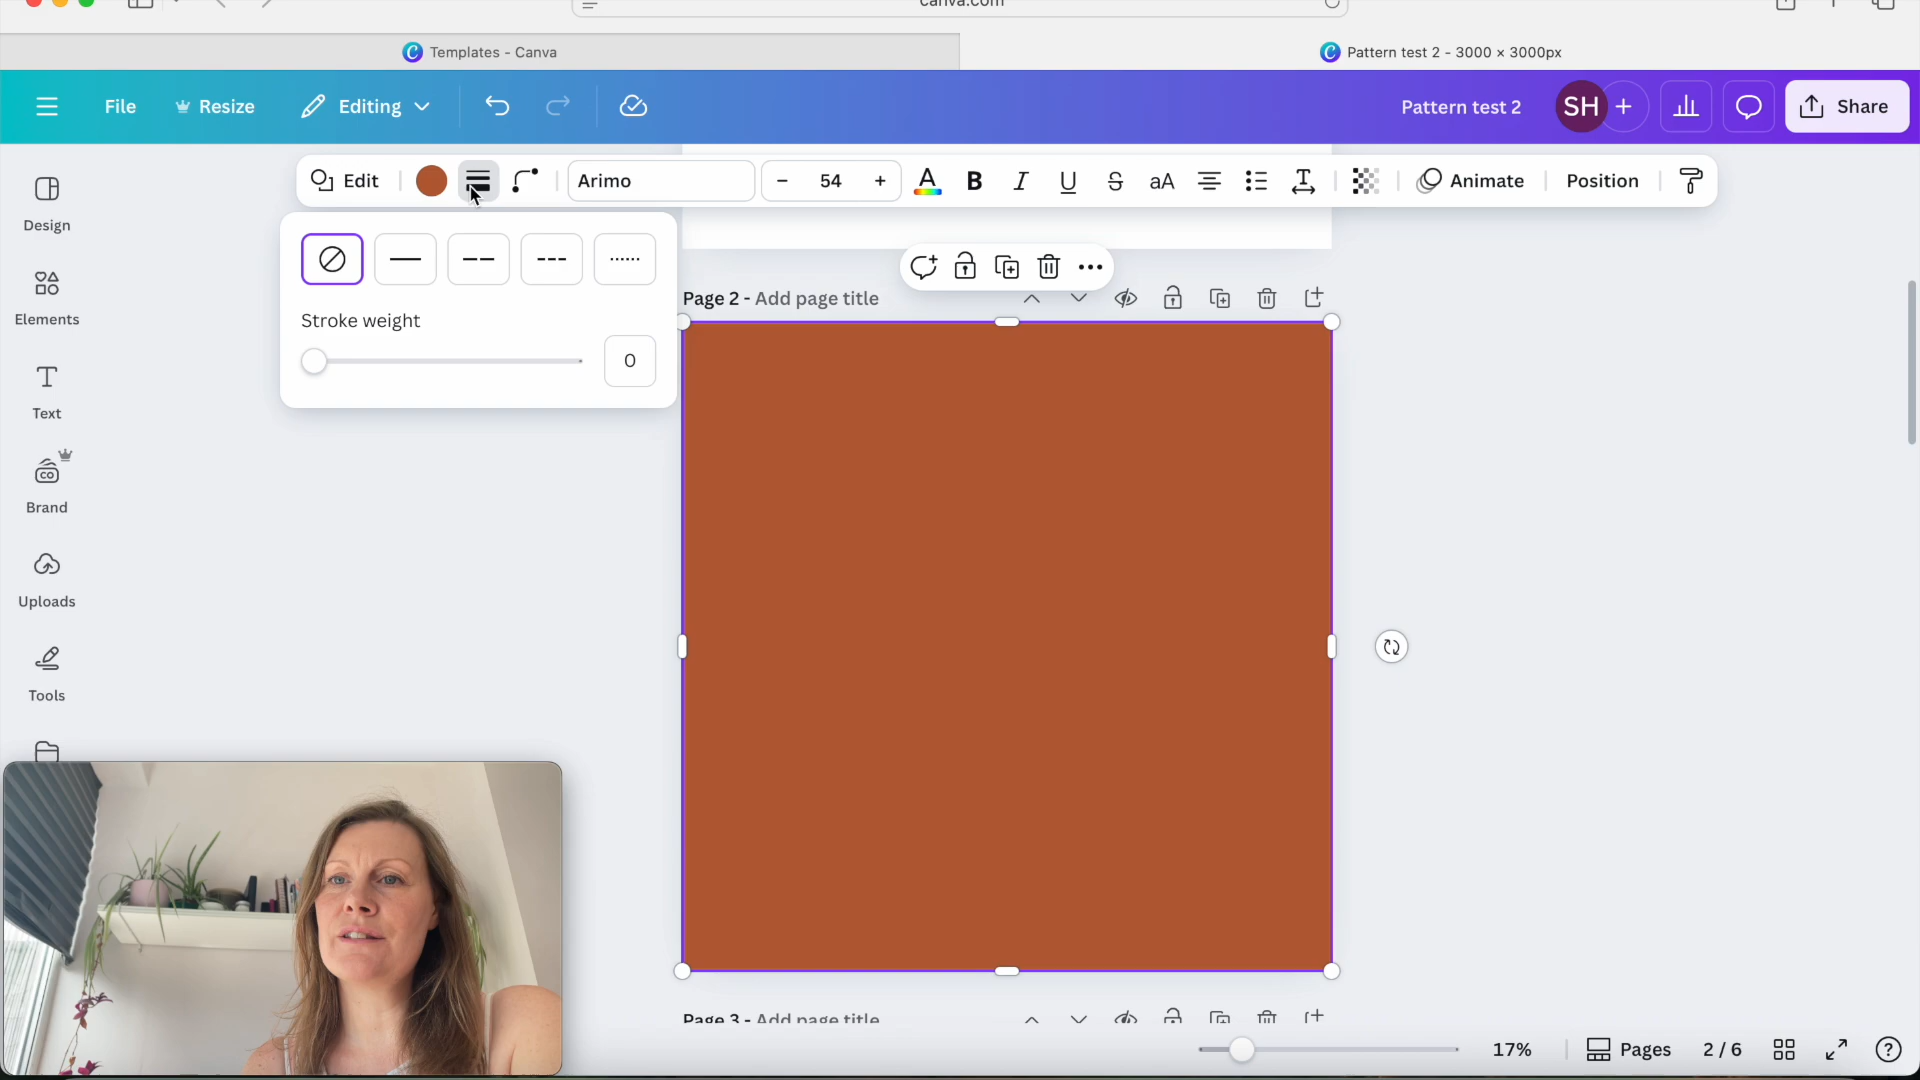 canva.com
Templates - Canva
Pattern test 2 - 3000 × 3000px
File
Resize
Editing
Pattern test 2
SH
Share
Edit
Arimo
- 54 +
A
B
I
U
S
aA
T
Animate
Position
Design
Elements
Text
Brand
Uploads
Tools
Stroke weight
0
Page 2 - Add page title
Page 3 - Add page title
17%
Pages
2 / 6